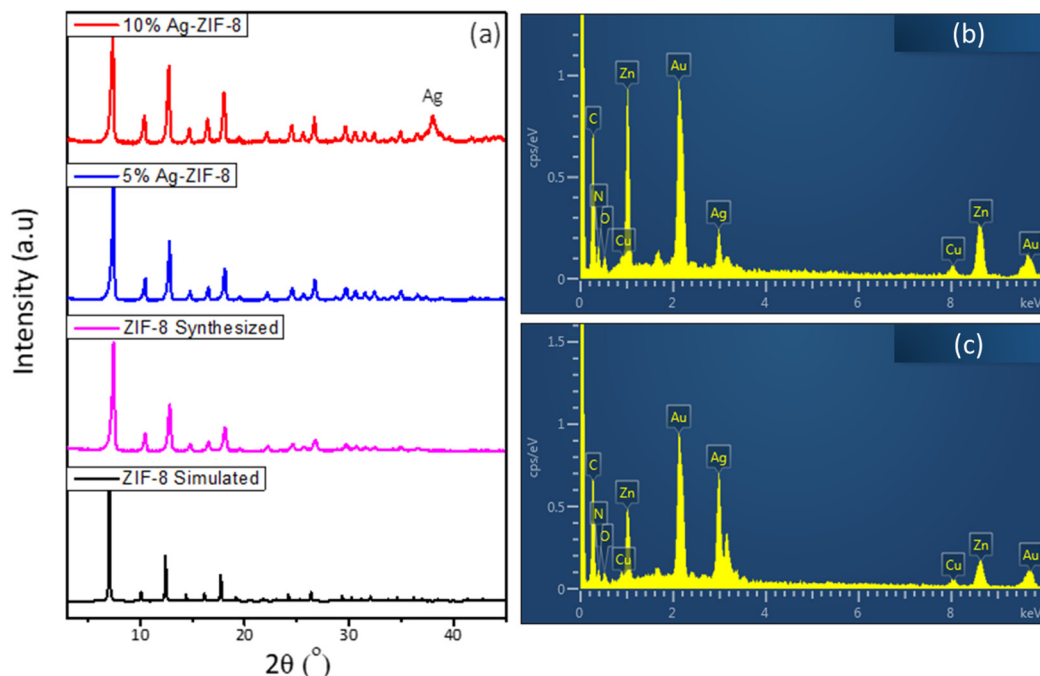 (a)
10% Ag-ZIF-8
Ag
5% Ag-ZIF-8
ZIF-8 Synthesized
ZIF-8 Simulated
Intensity (a.u)
10 20 30 40
2θ (°)
(b)
cps/eV
1
0.5
0
C
N
O
Cu
Zn
Au
Ag
Cu
Zn
Au
0 2 4 6 8 keV
(c)
cps/eV
1.5
1
0.5
0
C
N
O
Cu
Zn
Au
Ag
Cu
Zn
Au
0 2 4 6 8 keV